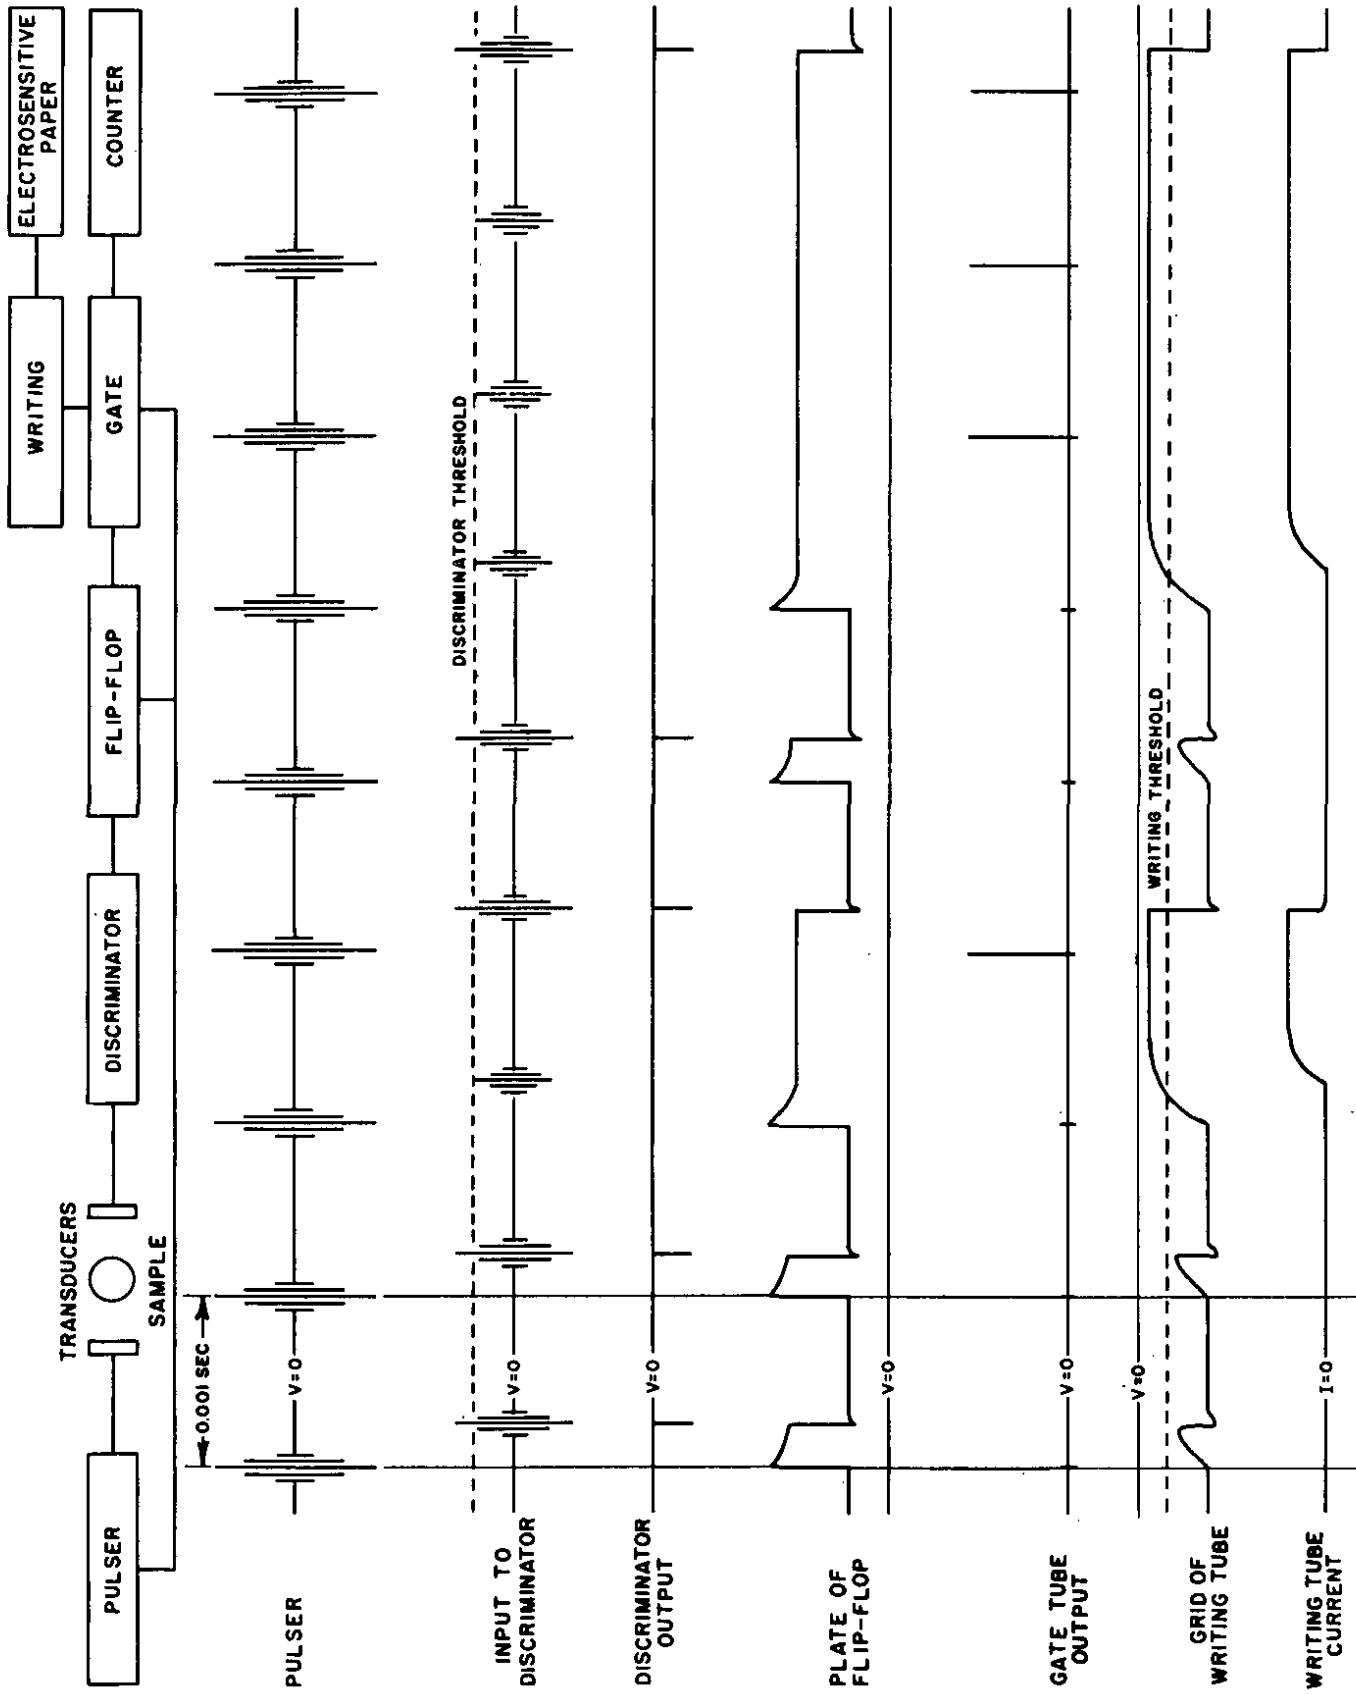 PULSER
TRANSDUCERS
SAMPLE
DISCRIMINATOR
FLIP-FLOP
WRITING
GATE
ELECTROSENSITIVE
PAPER
COUNTER
0.001 SEC
PULSER
V=0
INPUT TO
DISCRIMINATOR
V=0
DISCRIMINATOR THRESHOLD
DISCRIMINATOR
OUTPUT
V=0
PLATE OF
FLIP-FLOP
V=0
GATE TUBE
OUTPUT
V=0
V=0
GRID OF
WRITING TUBE
WRITING THRESHOLD
WRITING TUBE
CURRENT
I=0